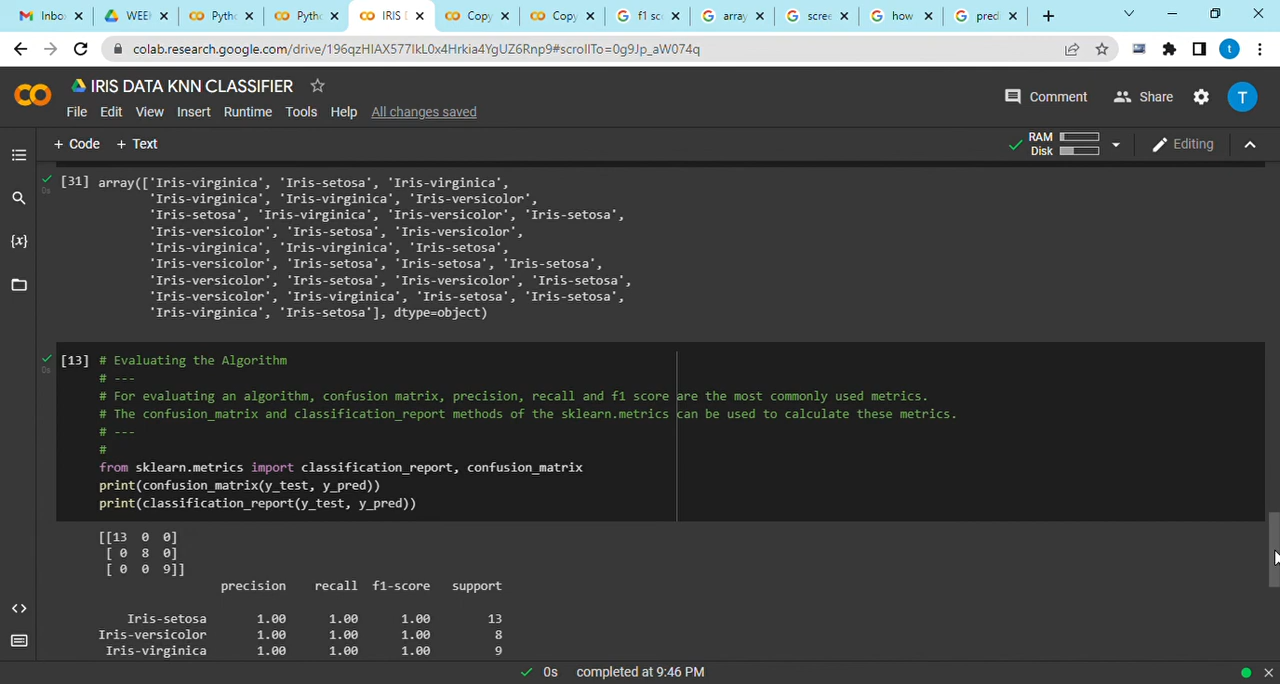 Inbo
WEEK
Pytho
Pytho
IRIS D
Copy
Copy
f1 sc
array
scree
how
pred
colab.research.google.com/drive/196qzHIAX577IkL0x4Hrkia4YgUZ6Rnp9#scrollTo=0g9Jp_aW074q
t
IRIS DATA KNN CLASSIFIER
File Edit View Insert Runtime Tools Help All changes saved
Comment Share T
+ Code + Text
RAM
Disk
Editing
[31] array(['Iris-virginica', 'Iris-setosa', 'Iris-virginica',
'Iris-virginica', 'Iris-virginica', 'Iris-versicolor',
'Iris-setosa', 'Iris-virginica', 'Iris-versicolor', 'Iris-setosa',
'Iris-versicolor', 'Iris-setosa', 'Iris-versicolor',
'Iris-virginica', 'Iris-virginica', 'Iris-setosa',
'Iris-versicolor', 'Iris-setosa', 'Iris-setosa', 'Iris-setosa',
'Iris-versicolor', 'Iris-setosa', 'Iris-versicolor', 'Iris-setosa',
'Iris-versicolor', 'Iris-virginica', 'Iris-setosa', 'Iris-setosa',
'Iris-virginica', 'Iris-setosa'], dtype=object)
0s
[13] # Evaluating the Algorithm
0s
# ---
# For evaluating an algorithm, confusion matrix, precision, recall and f1 score are the most commonly used metrics.
# The confusion_matrix and classification_report methods of the sklearn.metrics can be used to calculate these metrics.
# ---
#
from sklearn.metrics import classification_report, confusion_matrix
print(confusion_matrix(y_test, y_pred))
print(classification_report(y_test, y_pred))
[[13 0 0]
[ 0 8 0]
[ 0 0 9]]
precision recall f1-score support
Iris-setosa 1.00 1.00 1.00 13
Iris-versicolor 1.00 1.00 1.00 8
Iris-virginica 1.00 1.00 1.00 9
0s completed at 9:46 PM